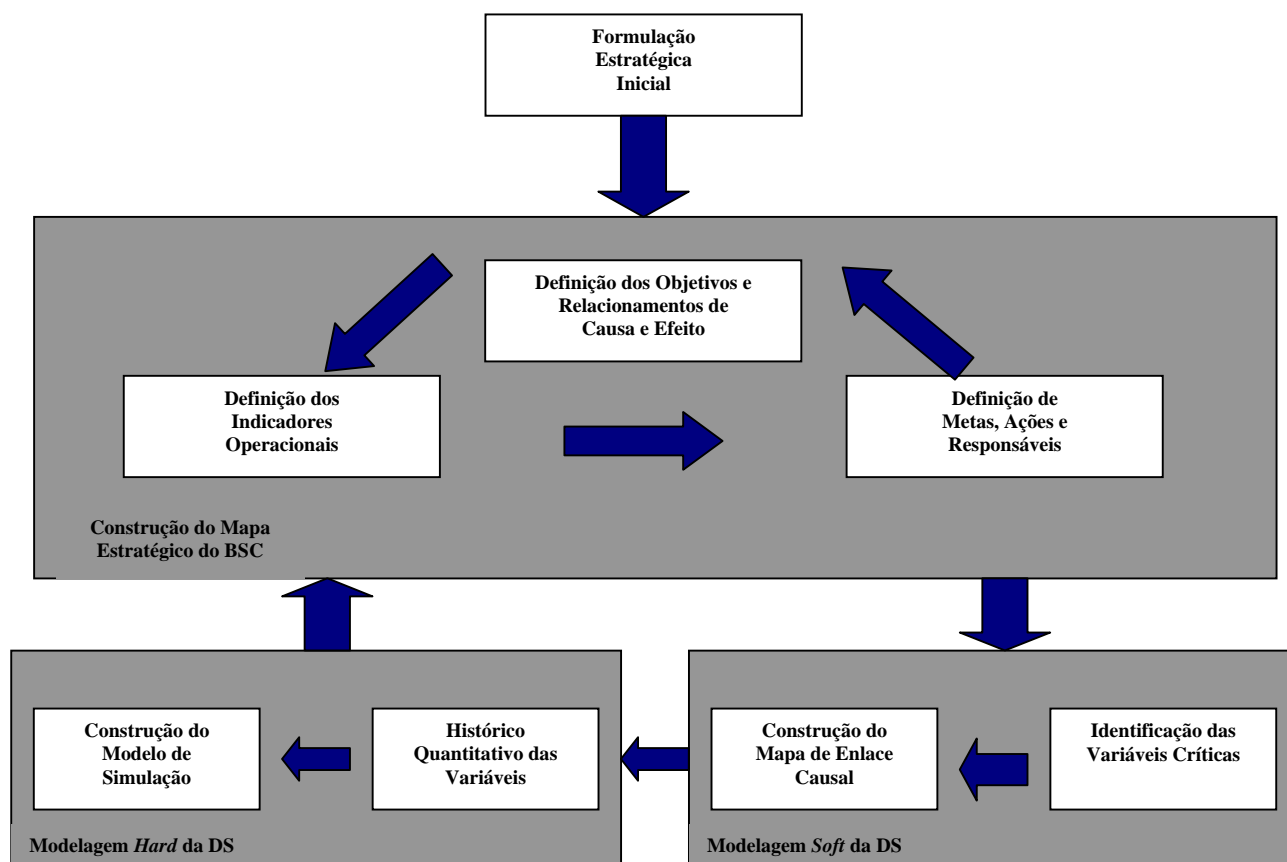 Formulação
Estratégica
Inicial
Definição dos Objetivos e
Relacionamentos de
Causa e Efeito
Definição dos
Indicadores
Operacionais
Definição de
Metas, Ações e
Responsáveis
Construção do Mapa
Estratégico do BSC
Construção do
Modelo de
Simulação
Histórico
Quantitativo das
Variáveis
Construção do
Mapa de Enlace
Causal
Identificação das
Variáveis Críticas
Modelagem Hard da DS
Modelagem Soft da DS